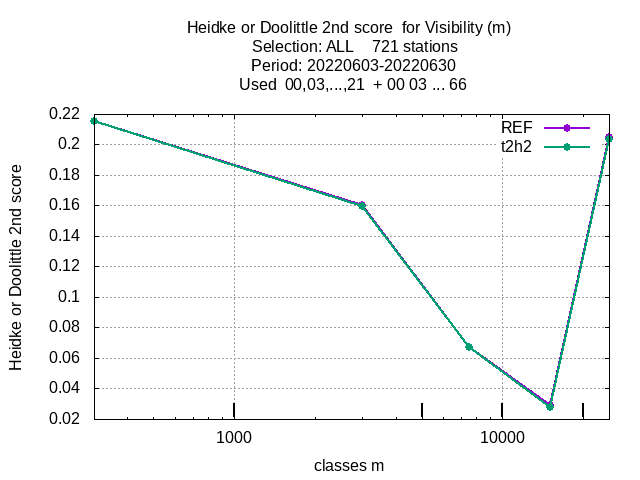 Heidke or Doolittle 2nd score  for Visibility (m)
Selection: ALL    721 stations
Period: 20220603-20220630
Used  00,03,...,21  + 00 03 ... 66
REF
t2h2
0.22
0.2
0.18
0.16
0.14
0.12
0.1
0.08
0.06
0.04
0.02
Heidke or Doolittle 2nd score
1000
10000
classes m